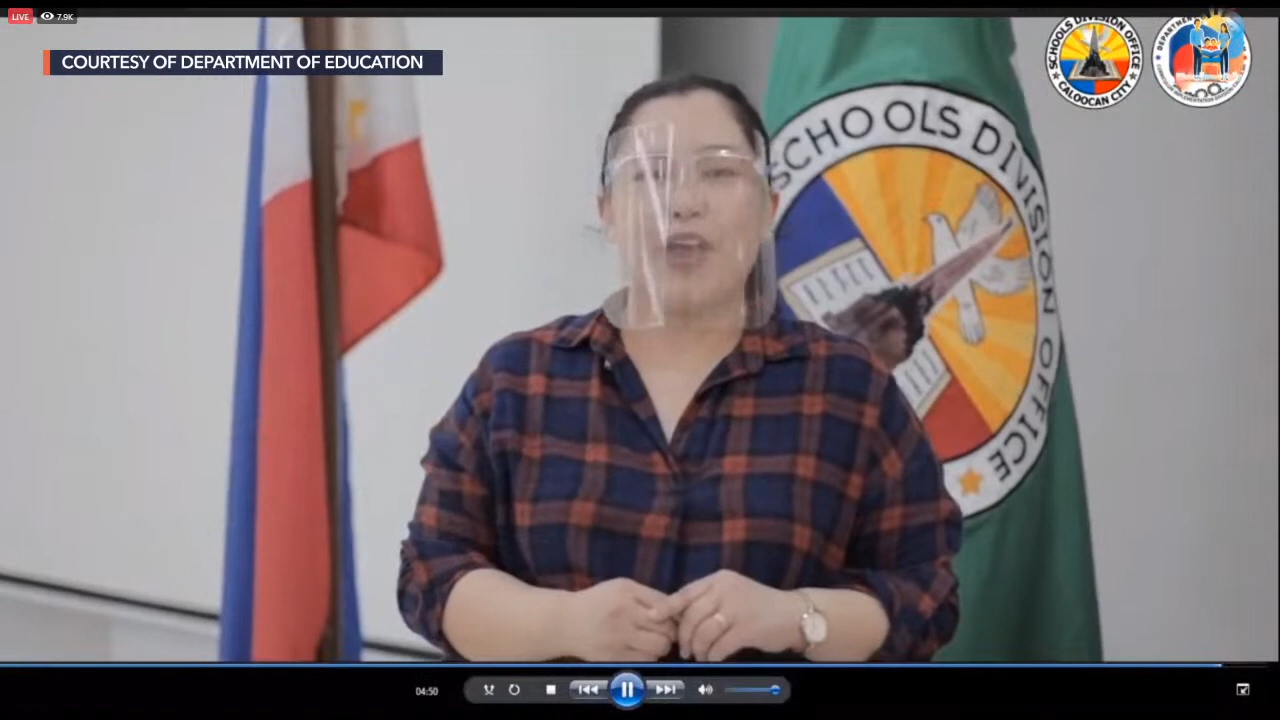 LIVE 7.9K
COURTESY OF DEPARTMENT OF EDUCATION
SCHOOLS DIVISION OFFICE
CALOOCAN CITY
SCHOOLS DIVISION OFFICE
04:50